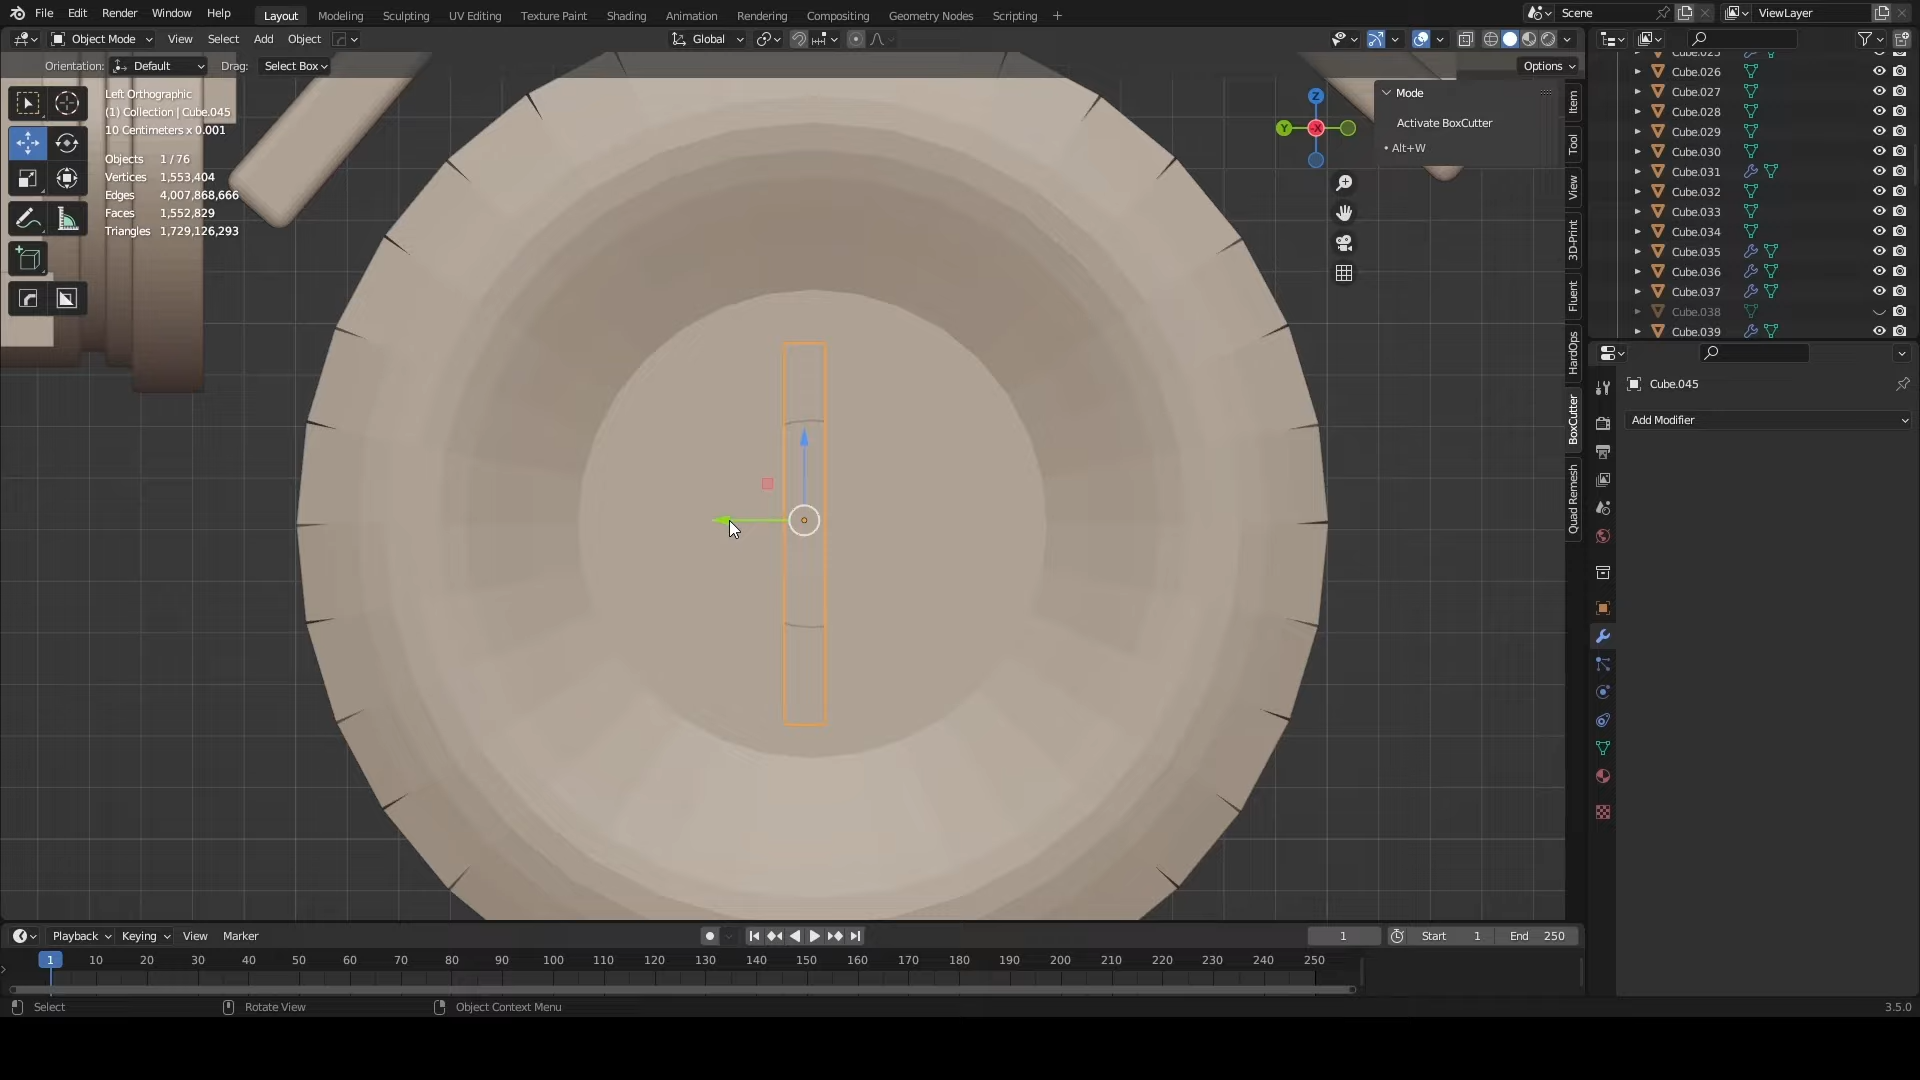 File Edit Render Window Help Layout Modeling Sculpting UV Editing Texture Paint Shading Animation Rendering Compositing Geometry Nodes Scripting + Scene ViewLayer
Object Mode View Select Add Object Global
Orientation: Default Drag: Select Box Options
Left Orthographic
(1) Collection | Cube.045
10 Centimeters x 0.001
Objects 1 / 76
Vertices 1,553,404
Edges 4,007,868,666
Faces 1,552,829
Triangles 1,729,126,293
Z
Y
-X
Mode
Activate BoxCutter
• Alt+W
Item
Tool
View
3D-Print
Fluent
HardOps
BoxCutter
Quad Remesh
Cube.026
Cube.027
Cube.028
Cube.029
Cube.030
Cube.031
Cube.032
Cube.033
Cube.034
Cube.035
Cube.036
Cube.037
Cube.038
Cube.039
Cube.045
Add Modifier
Playback Keying View Marker 1 Start 1 End 250
1 10 20 30 40 50 60 70 80 90 100 110 120 130 140 150 160 170 180 190 200 210 220 230 240 250
Select Rotate View Object Context Menu 3.5.0